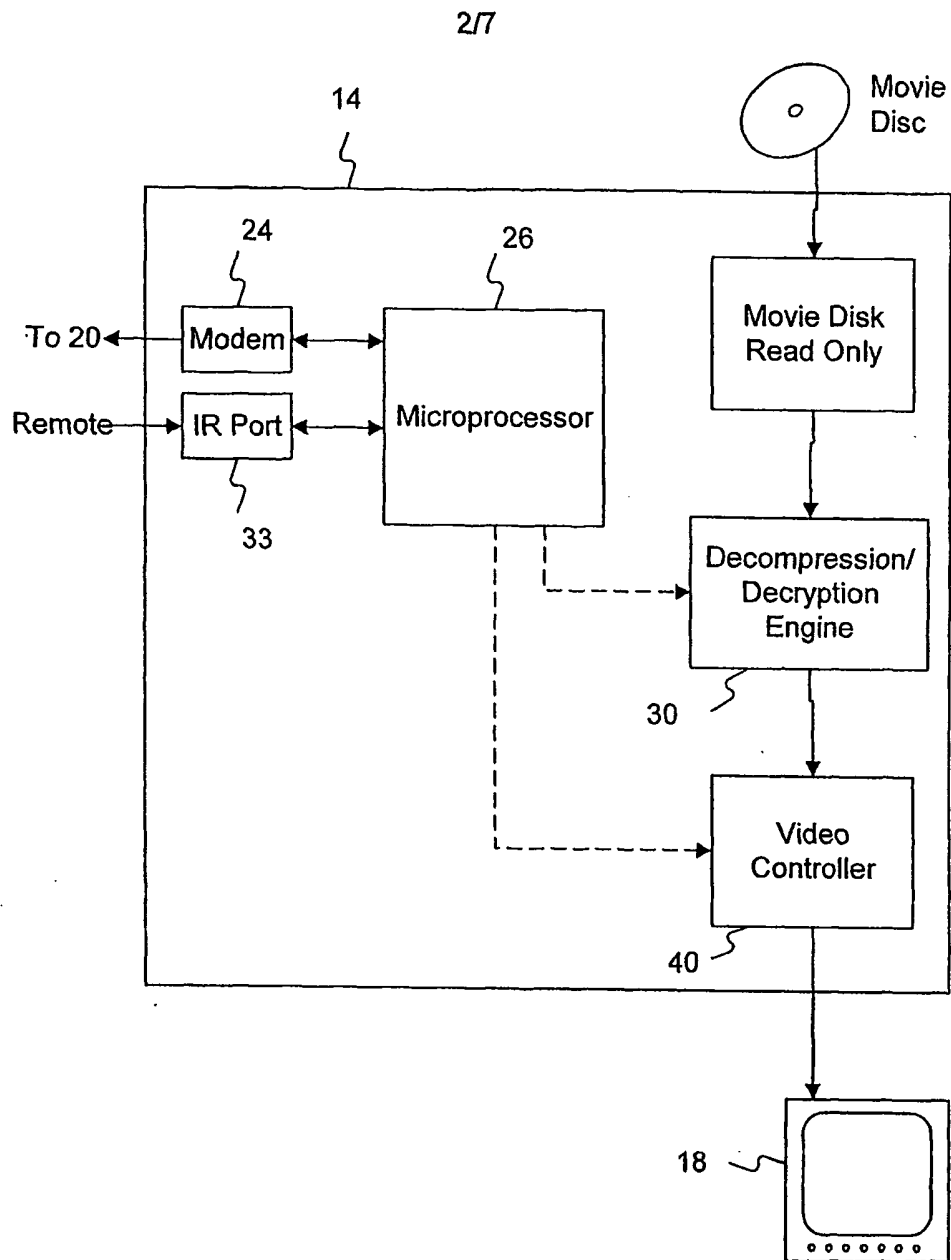 2/7
Movie
Disc
14
24
26
To 20
Modem
Movie Disk
Read Only
Remote
IR Port
Microprocessor
33
Decompression/
Decryption
Engine
30
Video
Controller
40
18